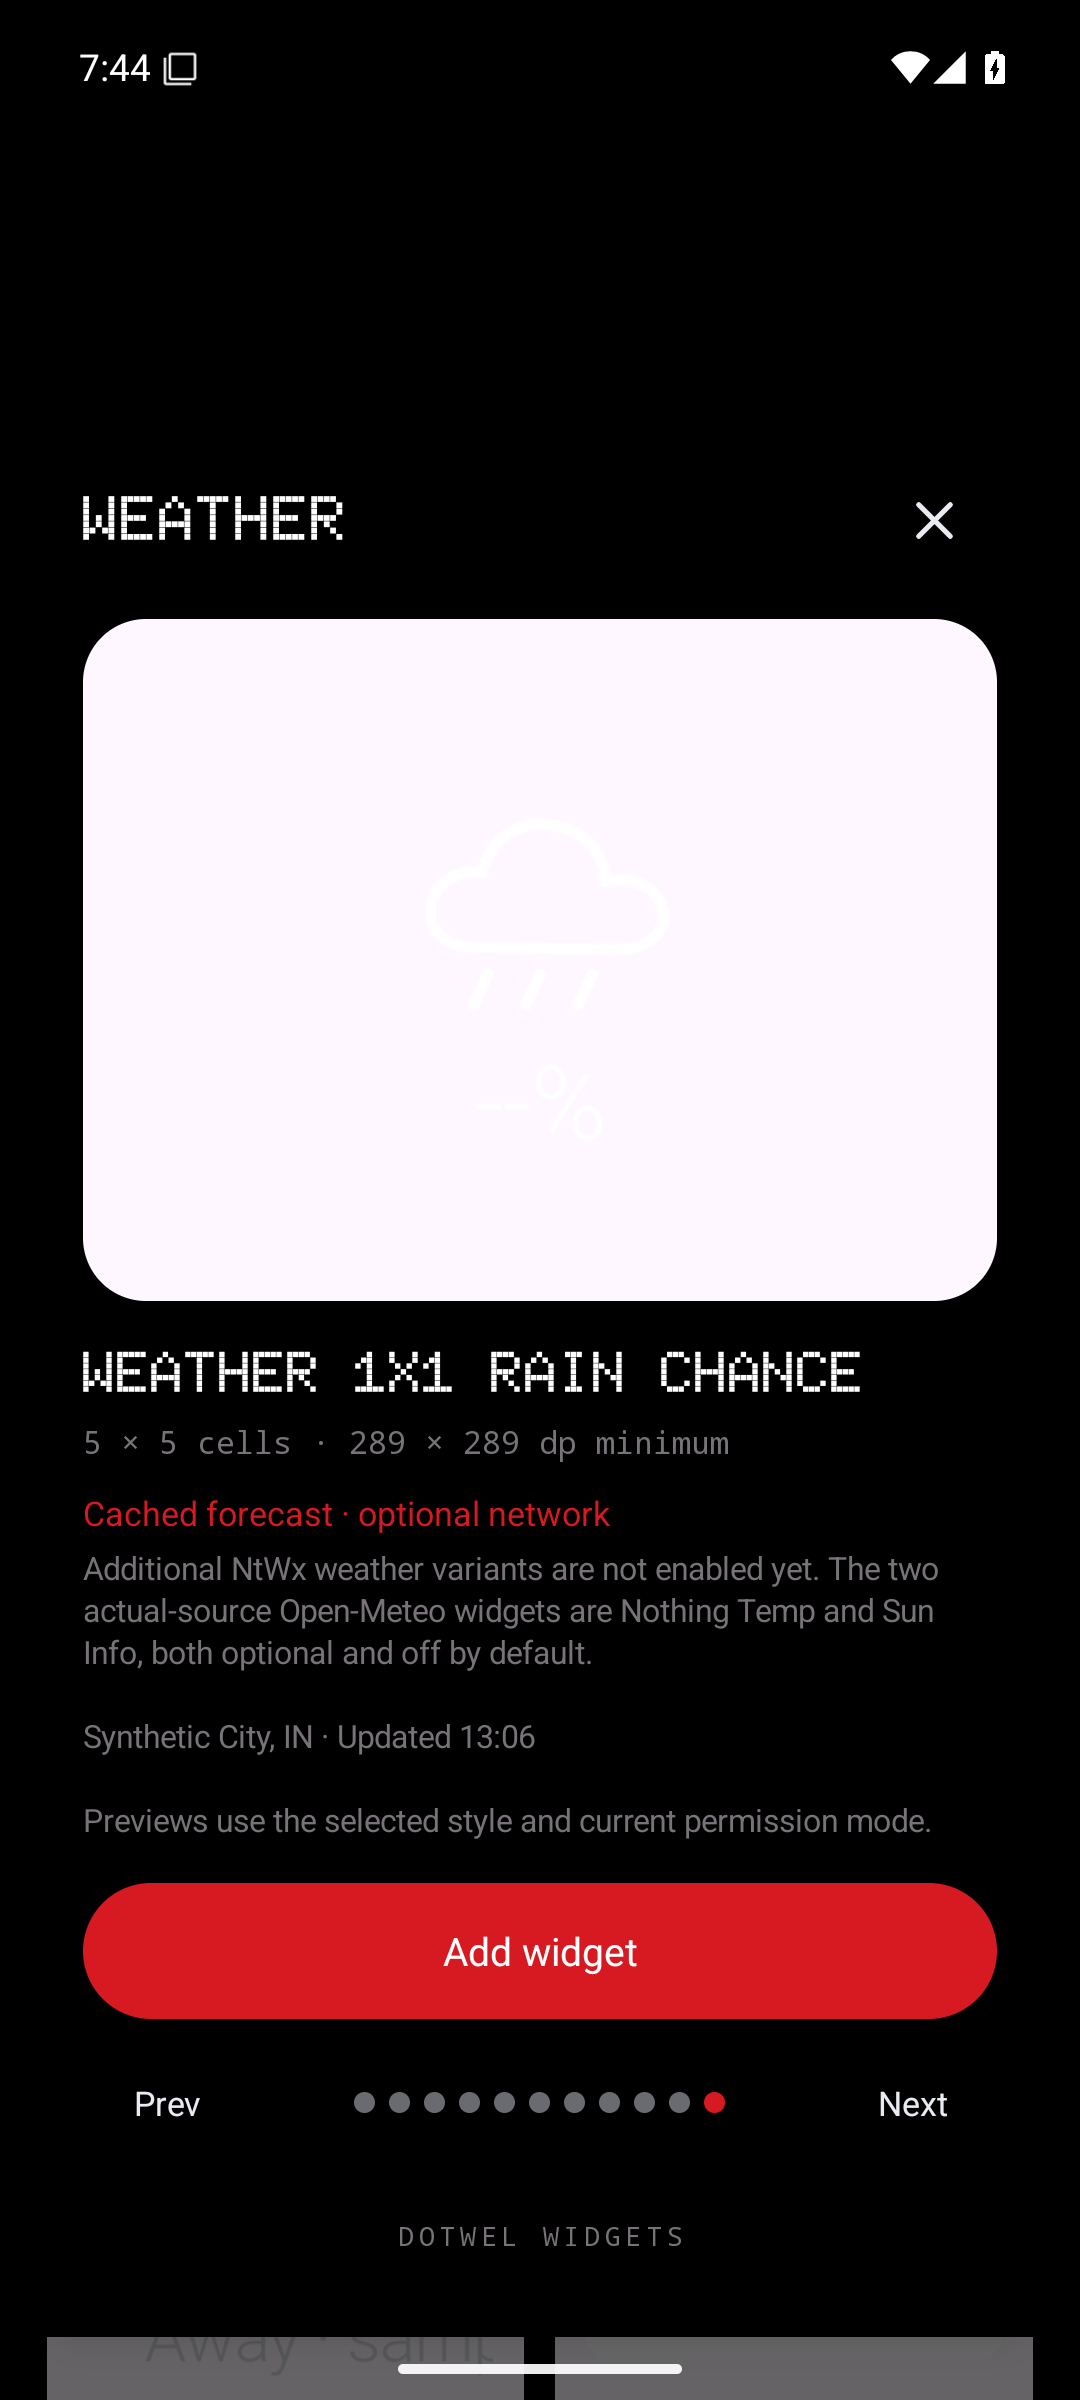 7:44
WEATHER
--%
WEATHER 1X1 RAIN CHANCE
5 × 5 cells · 289 × 289 dp minimum
Cached forecast · optional network
Additional NtWx weather variants are not enabled yet. The two
actual-source Open-Meteo widgets are Nothing Temp and Sun
Info, both optional and off by default.
Synthetic City, IN · Updated 13:06
Previews use the selected style and current permission mode.
Add widget
Prev
Next
DOTWEL WIDGETS
Away ·